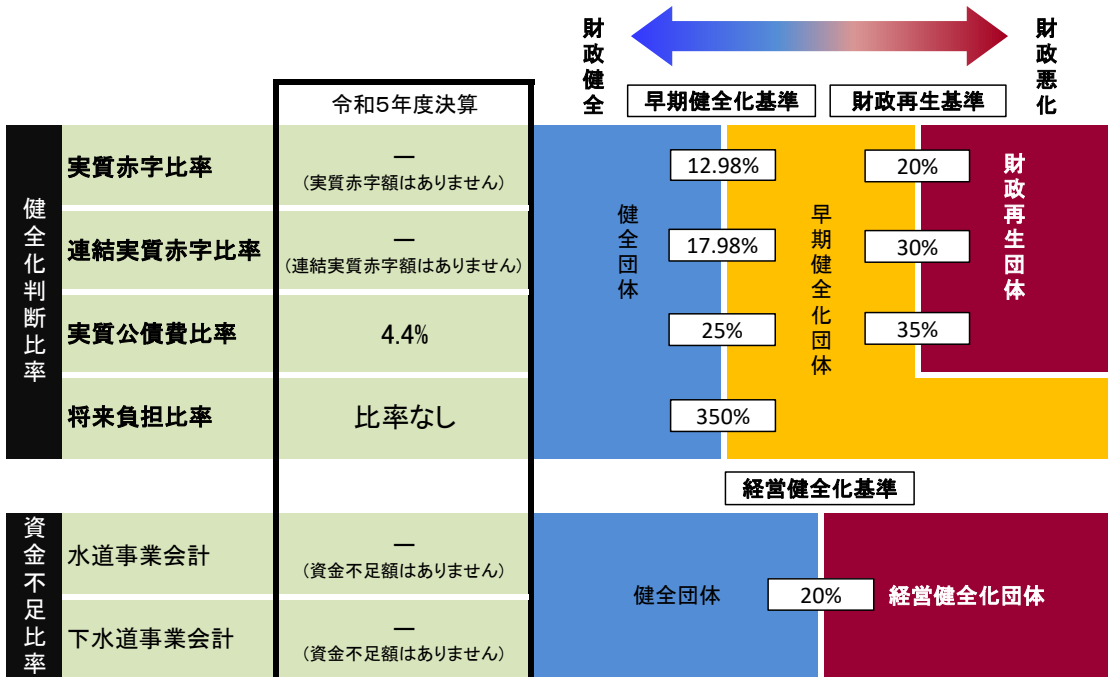 財政健全
財政悪化
早期健全化基準
財政再生基準
令和5年度決算
健全化判断比率
実質赤字比率
―
（実質赤字額はありません）
12.98%
20%
連結実質赤字比率
―
（連結実質赤字額はありません）
17.98%
30%
実質公債費比率
4.4%
25%
35%
将来負担比率
比率なし
350%
健全団体
早期健全化団体
財政再生団体
経営健全化基準
資金不足比率
水道事業会計
―
（資金不足額はありません）
下水道事業会計
―
（資金不足額はありません）
健全団体
20%
経営健全化団体